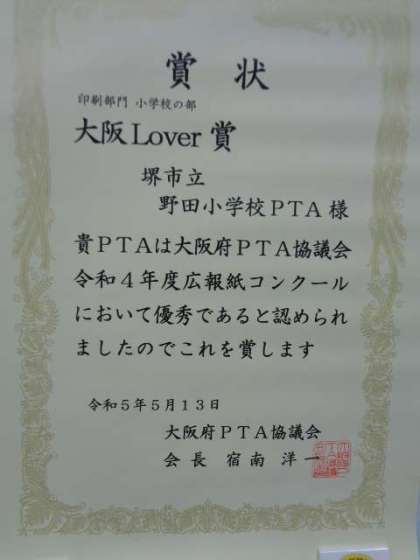 賞状
印刷部門 小学校の部
大阪Lover賞
堺市立
野田小学校PTA様
貴PTAは大阪府PTA協議会
令和4年度広報紙コンクール
において優秀であると認められ
ましたのでこれを賞します
令和5年5月13日
大阪府PTA協議会
会長 宿南 洋一